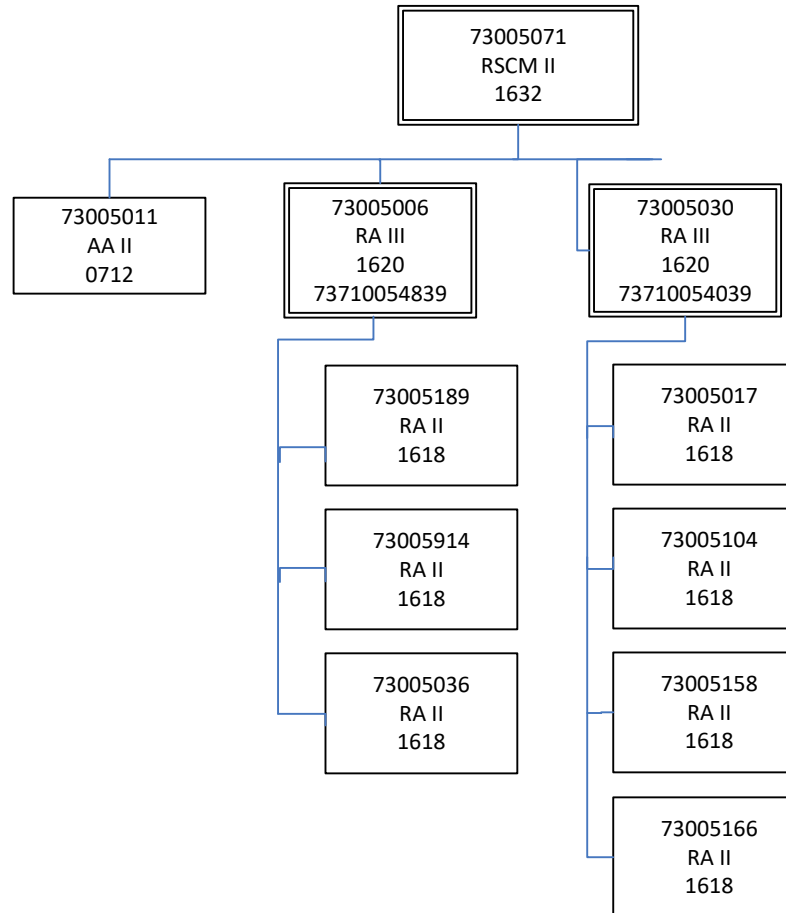 73005071
RSCM II
1632
73005011
AA II
0712
73005006
RA III
1620
73710054839
73005030
RA III
1620
73710054039
73005189
RA II
1618
73005914
RA II
1618
73005036
RA II
1618
73005017
RA II
1618
73005104
RA II
1618
73005158
RA II
1618
73005166
RA II
1618